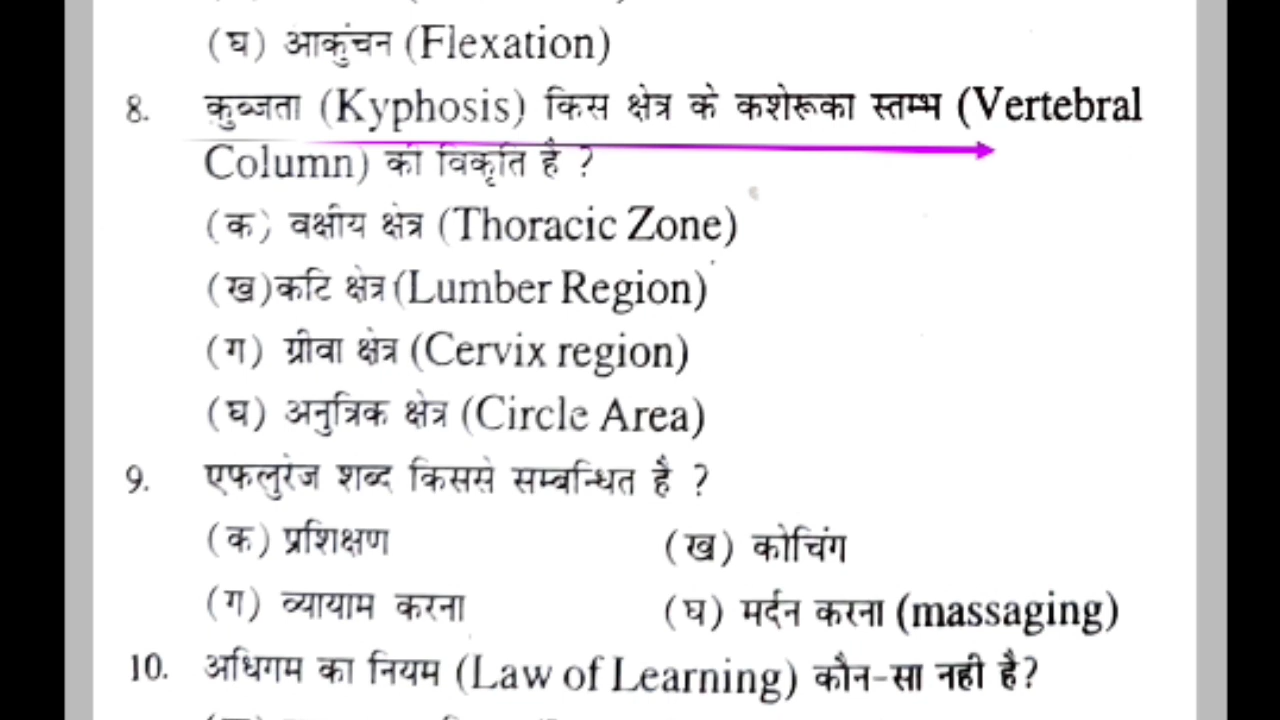 (घ) आकुंचन (Flexation)
8. कुब्जता (Kyphosis) किस क्षेत्र के कशेरूका स्तम्भ (Vertebral
Column) की विकृति है ?
(क) वक्षीय क्षेत्र (Thoracic Zone)
(ख)कटि क्षेत्र (Lumber Region)
(ग) ग्रीवा क्षेत्र (Cervix region)
(घ) अनुत्रिक क्षेत्र (Circle Area)
9. एफलुरेज शब्द किससे सम्बन्धित है ?
(क) प्रशिक्षण (ख) कोचिंग
(ग) व्यायाम करना (घ) मर्दन करना (massaging)
10. अधिगम का नियम (Law of Learning) कौन-सा नही है?